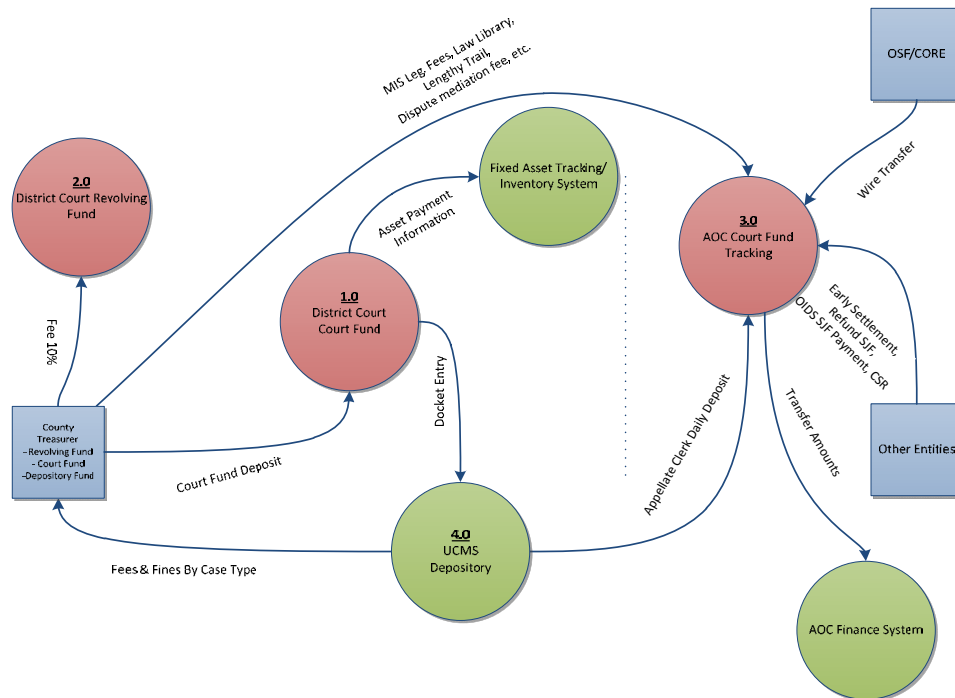 MIS Leg. Fees, Law Library,
Lengthy Trail,
Dispute mediation fee, etc.
OSF/CORE
2.0
District Court Revolving
Fund
Fixed Asset Tracking/
Inventory System
Wire Transfer
Asset Payment
Information
3.0
AOC Court Fund
Tracking
1.0
District Court
Court Fund
Fee 10%
Early Settlement,
Refund SJF,
OIDS SJF Payment, CSR
Docket Entry
County
Treasurer
-Revolving Fund
- Court Fund
-Depository Fund
Court Fund Deposit
Appellate Clerk Daily Deposit
Transfer Amounts
Other Entities
4.0
UCMS
Depository
Fees & Fines By Case Type
AOC Finance System